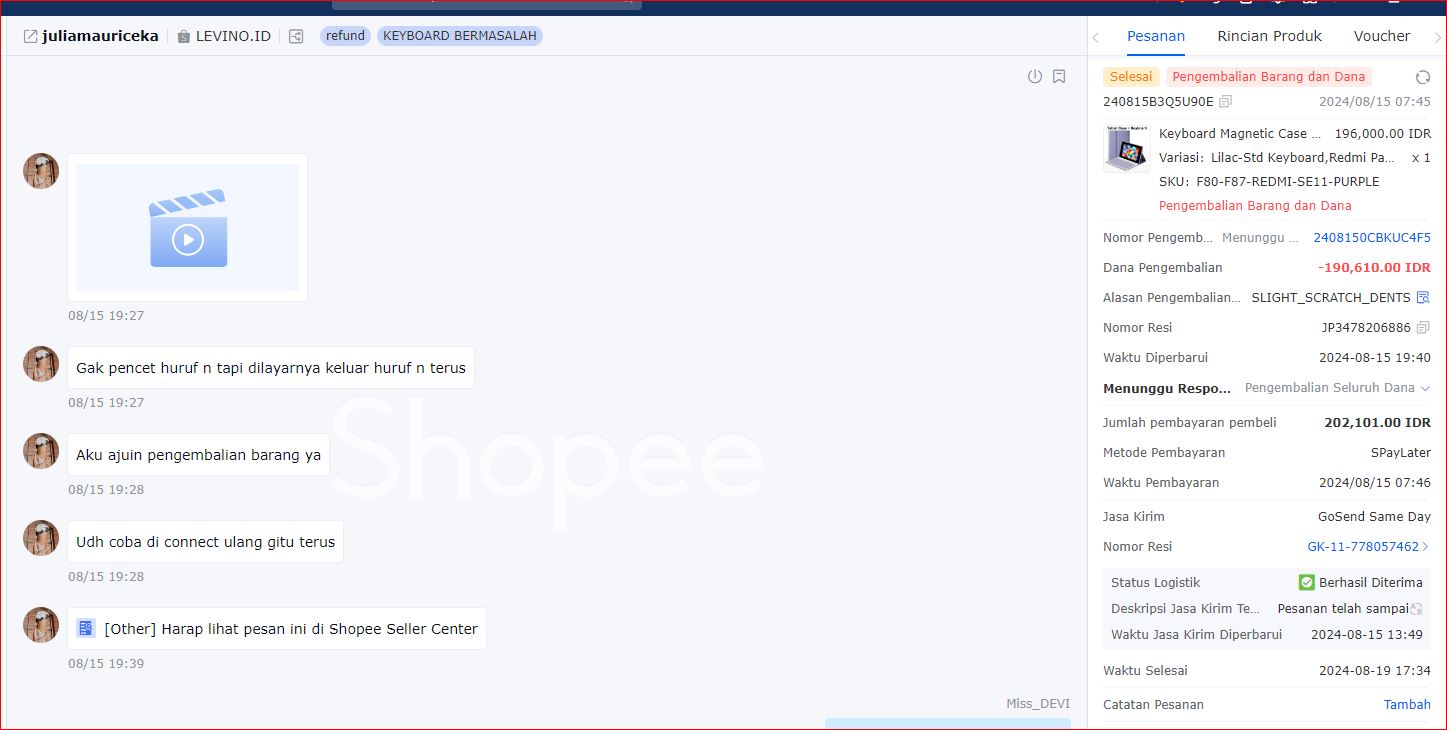 juliamauriceka
LEVINO.ID
refund
KEYBOARD BERMASALAH
08/15 19:27
Gak pencet huruf n tapi dilayarnya keluar huruf n terus
08/15 19:27
Aku ajuin pengembalian barang ya
08/15 19:28
Udh coba di connect ulang gitu terus
08/15 19:28
[Other] Harap lihat pesan ini di Shopee Seller Center
08/15 19:39
Miss_DEVI
Shopee
Pesanan Rincian Produk Voucher
Selesai Pengembalian Barang dan Dana
240815B3Q5U90E 2024/08/15 07:45
Keyboard Magnetic Case ... 196,000.00 IDR
Variasi: Lilac-Std Keyboard,Redmi Pa... x 1
SKU: F80-F87-REDMI-SE11-PURPLE
Pengembalian Barang dan Dana
Nomor Pengemb... Menunggu ... 2408150CBKUC4F5
Dana Pengembalian -190,610.00 IDR
Alasan Pengembalian... SLIGHT_SCRATCH_DENTS
Nomor Resi JP3478206886
Waktu Diperbarui 2024-08-15 19:40
Menunggu Respo... Pengembalian Seluruh Dana
Jumlah pembayaran pembeli 202,101.00 IDR
Metode Pembayaran SPayLater
Waktu Pembayaran 2024/08/15 07:46
Jasa Kirim GoSend Same Day
Nomor Resi GK-11-778057462
Status Logistik Berhasil Diterima
Deskripsi Jasa Kirim Te... Pesanan telah sampai
Waktu Jasa Kirim Diperbarui 2024-08-15 13:49
Waktu Selesai 2024-08-19 17:34
Catatan Pesanan Tambah